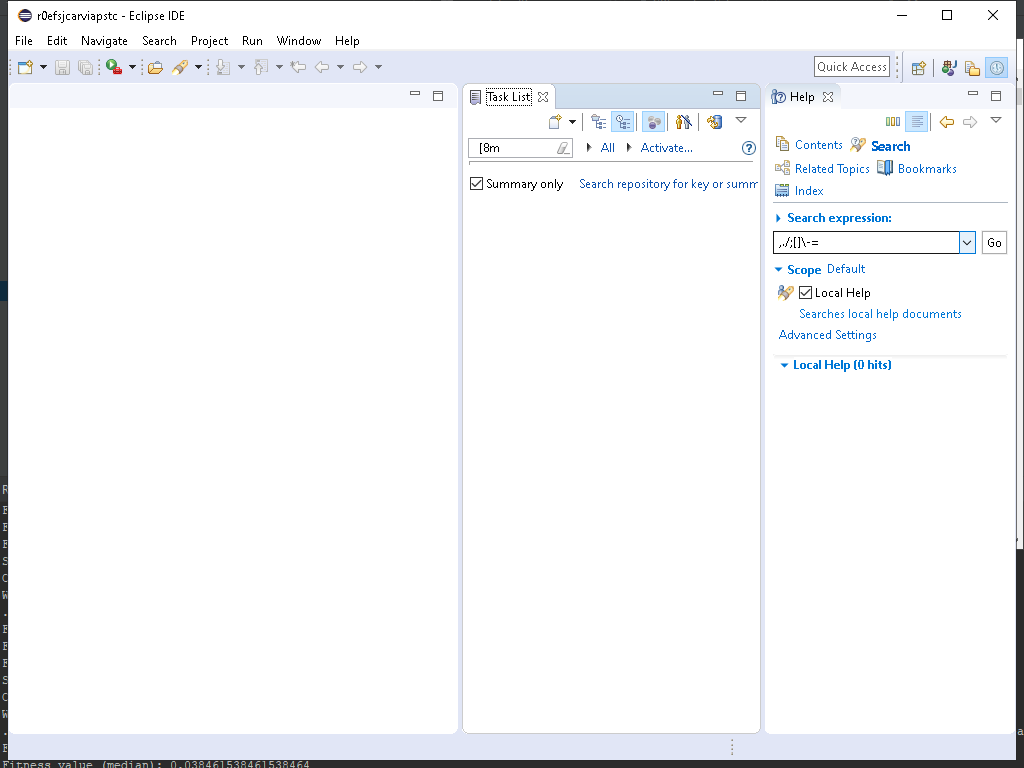 r0efsjcarviapstc - Eclipse IDE
File Edit Navigate Search Project Run Window Help
Quick Access
Task List
Help
[8m
All
Activate...
Contents
Search
Related Topics
Bookmarks
Index
Summary only
Search repository for key or summ
Search expression:
,./;[]\-=
Go
Scope Default
Local Help
Searches local help documents
Advanced Settings
Local Help (0 hits)
Fitness value (median): 0.038461538461538464